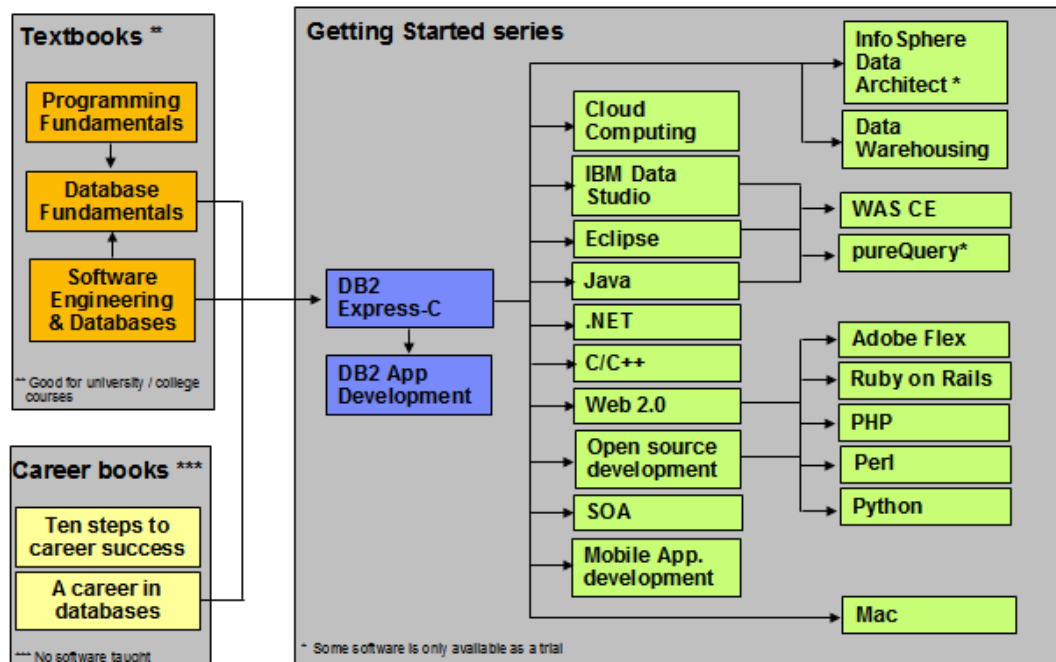 Textbooks **
Programming
Fundamentals
Database
Fundamentals
Software
Engineering
& Databases
** Good for university / college
courses
Career books ***
Ten steps to
career success
A career in
databases
*** No software taught
Getting Started series
DB2
Express-C
DB2 App
Development
Cloud
Computing
IBM Data
Studio
Eclipse
Java
.NET
C/C++
Web 2.0
Open source
development
SOA
Mobile App.
development
InfoSphere
Data
Architect *
Data
Warehousing
WAS CE
pureQuery*
Adobe Flex
Ruby on Rails
PHP
Perl
Python
Mac
* Some software is only available as a trial